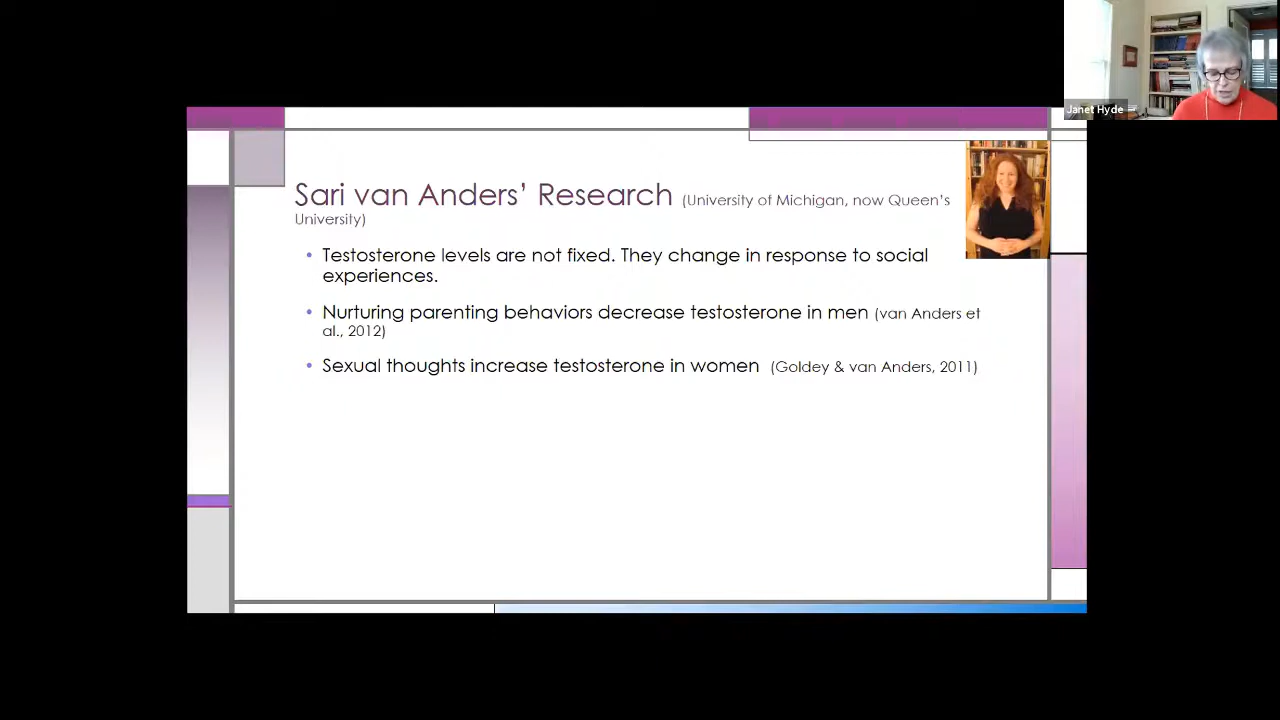 Janet Hyde
Sari van Anders’ Research (University of Michigan, now Queen’s
University)
• Testosterone levels are not fixed. They change in response to social
experiences.
• Nurturing parenting behaviors decrease testosterone in men (van Anders et
al., 2012)
• Sexual thoughts increase testosterone in women (Goldey & van Anders, 2011)